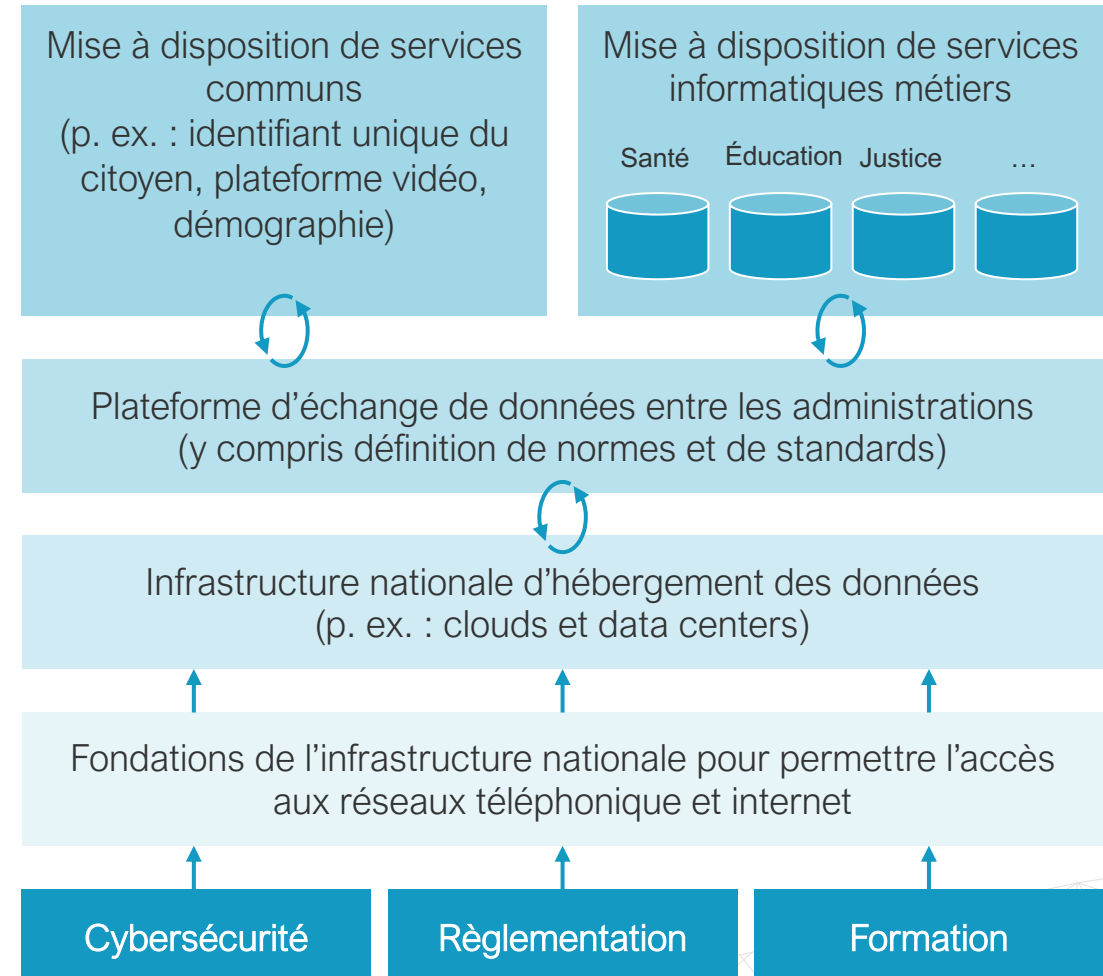 Mise à disposition de services
communs
(p. ex. : identifiant unique du
citoyen, plateforme vidéo,
démographie)
Mise à disposition de services
informatiques métiers
Santé
Éducation
Justice
…
Plateforme d’échange de données entre les administrations
(y compris définition de normes et de standards)
Infrastructure nationale d’hébergement des données
(p. ex. : clouds et data centers)
Fondations de l’infrastructure nationale pour permettre l’accès
aux réseaux téléphonique et internet
Cybersécurité
Règlementation
Formation